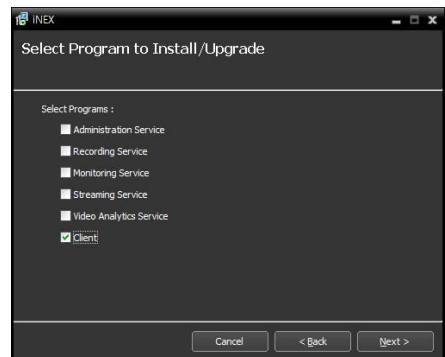 iNEX
Select Program to Install/Upgrade
Select Programs :
Administration Service
Recording Service
Monitoring Service
Streaming Service
Video Analytics Service
Client
Cancel
< Back
Next >